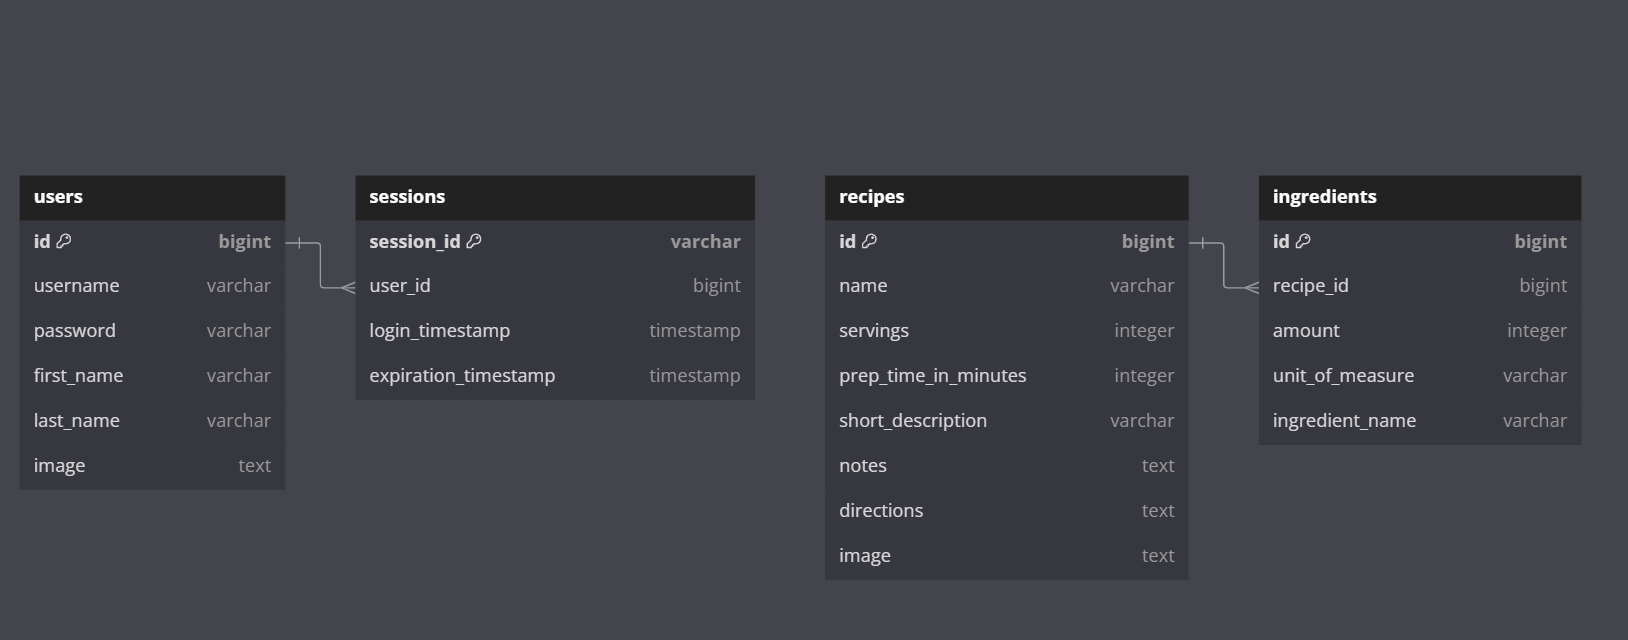 users
id bigint
username varchar
password varchar
first_name varchar
last_name varchar
image text
sessions
session_id varchar
user_id bigint
login_timestamp timestamp
expiration_timestamp timestamp
recipes
id bigint
name varchar
servings integer
prep_time_in_minutes integer
short_description varchar
notes text
directions text
image text
ingredients
id bigint
recipe_id bigint
amount integer
unit_of_measure varchar
ingredient_name varchar